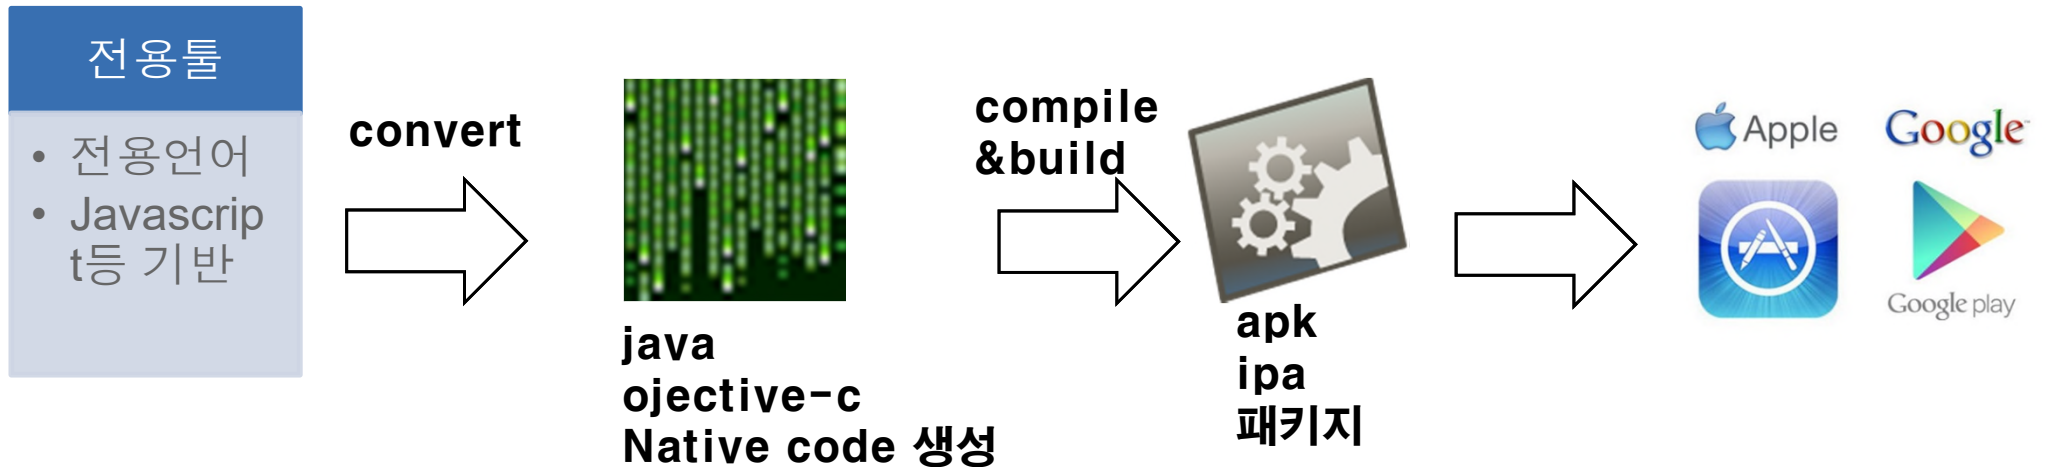 전용툴
• 전용언어
• Javascrip
t등 기반
convert
java
ojective-c
Native code 생성
compile
&build
apk
ipa
패키지
Apple
Google
Google play